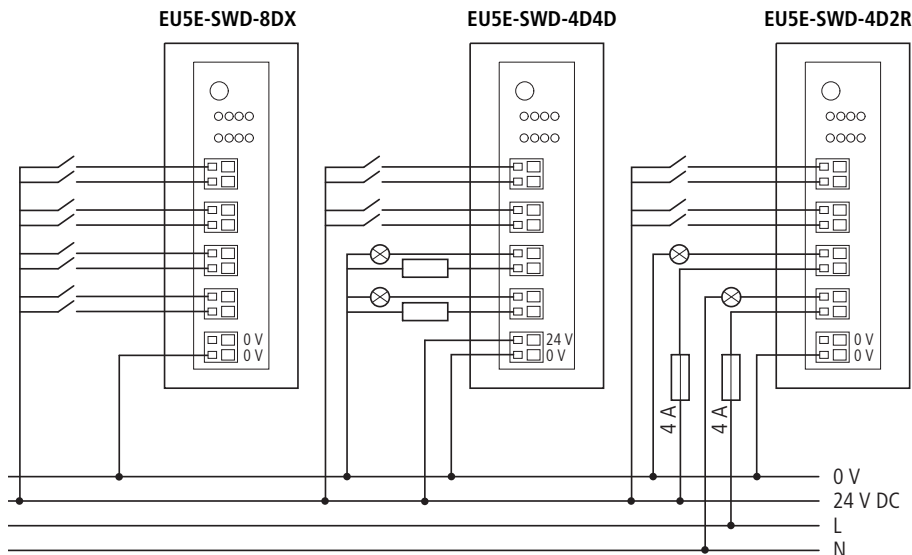 EU5E-SWD-8DX
EU5E-SWD-4D4D
EU5E-SWD-4D2R
0 V
0 V
24 V
0 V
0 V
0 V
4 A
4 A
0 V
24 V DC
L
N